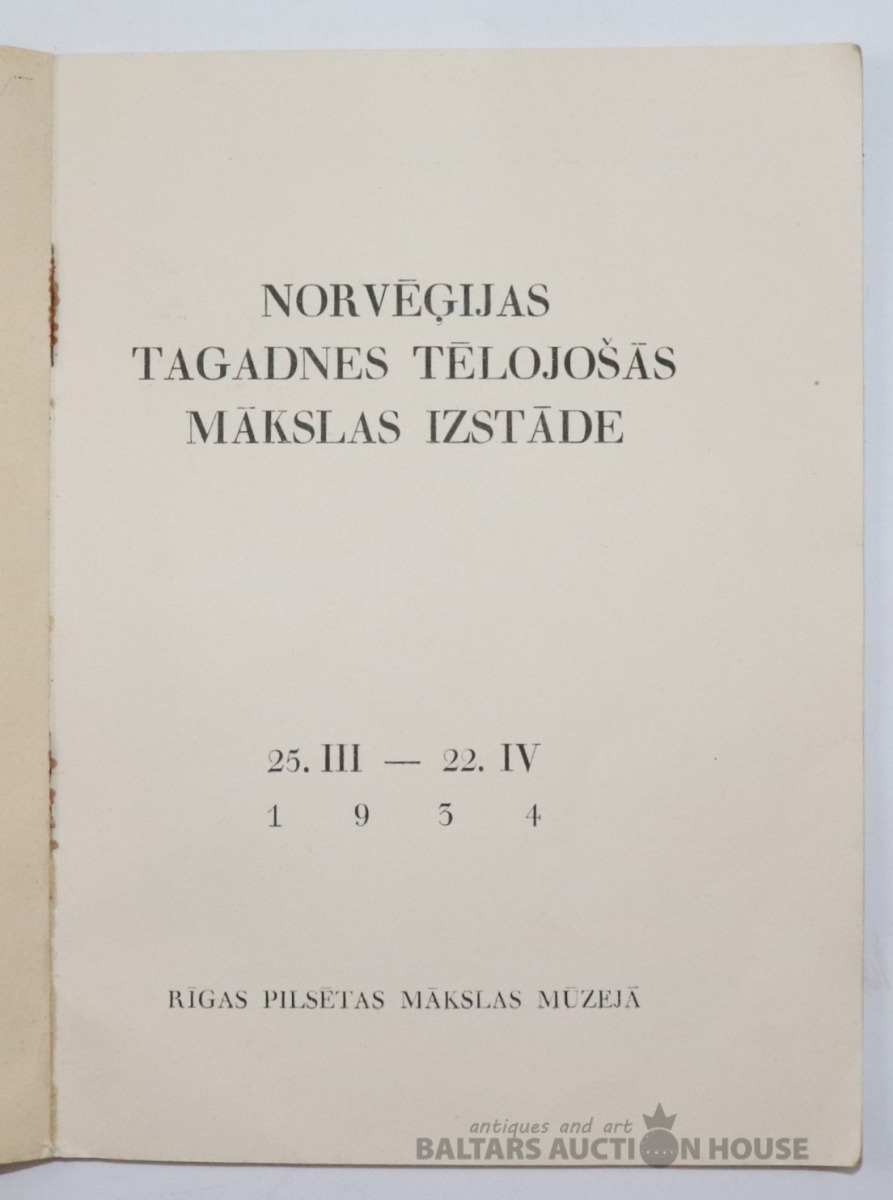 NORVĒĢIJAS
TAGADNES TĒLOJOŠĀS
MĀKSLAS IZSTĀDE
25. III — 22. IV
1 9 3 4
RĪGAS PILSĒTAS MĀKSLAS MŪZEJĀ
antiques and art
BALTARS AUCTION HOUSE